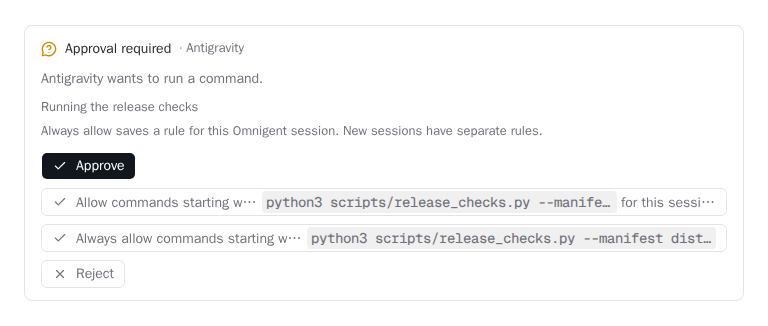 Approval required · Antigravity
Antigravity wants to run a command.
Running the release checks
Always allow saves a rule for this Omnigent session. New sessions have separate rules.
Approve
Allow commands starting w··· python3 scripts/release_checks.py --manife… for this sessi···
Always allow commands starting w··· python3 scripts/release_checks.py --manifest dist…
Reject